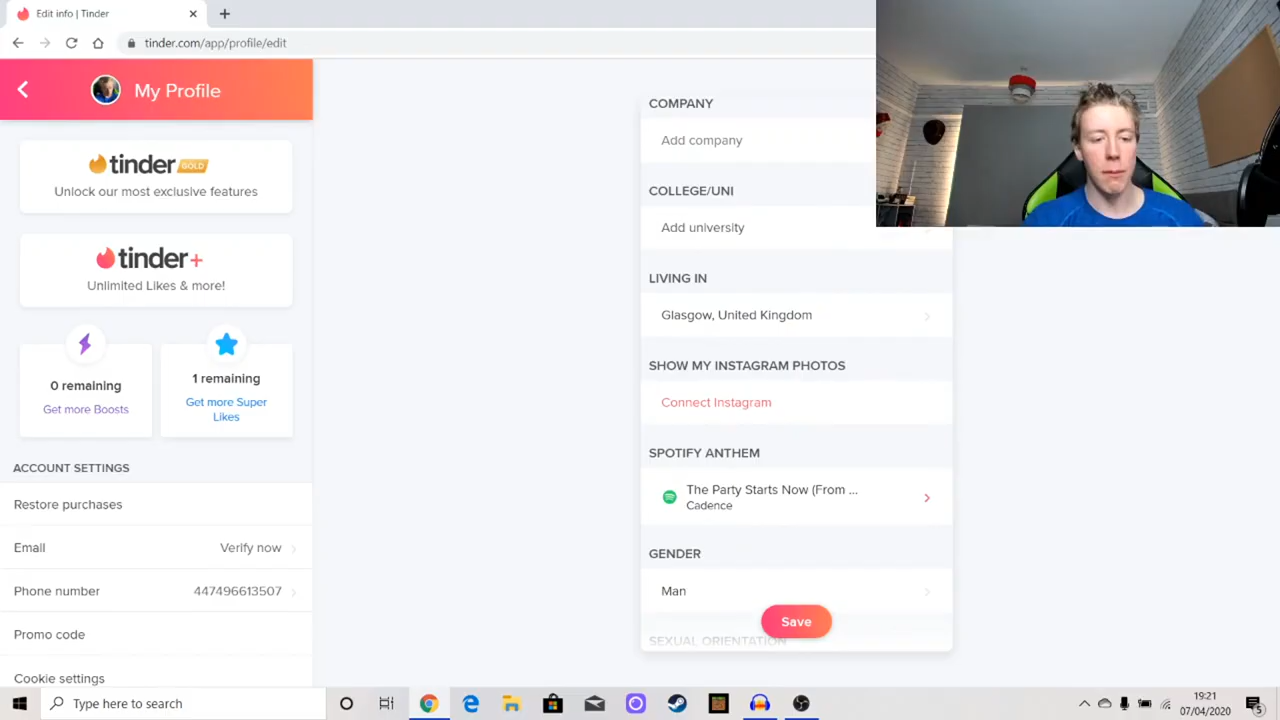 Edit info | Tinder
tinder.com/app/profile/edit
My Profile
tinder GOLD
Unlock our most exclusive features
tinder+
Unlimited Likes & more!
0 remaining
Get more Boosts
1 remaining
Get more Super
Likes
ACCOUNT SETTINGS
Restore purchases
Email Verify now
Phone number 447496613507
Promo code
Cookie settings
COMPANY
Add company
COLLEGE/UNI
Add university
LIVING IN
Glasgow, United Kingdom
SHOW MY INSTAGRAM PHOTOS
Connect Instagram
SPOTIFY ANTHEM
The Party Starts Now (From ...
Cadence
GENDER
Man
Save
SEXUAL ORIENTATION
Type here to search
19:21
07/04/2020
5